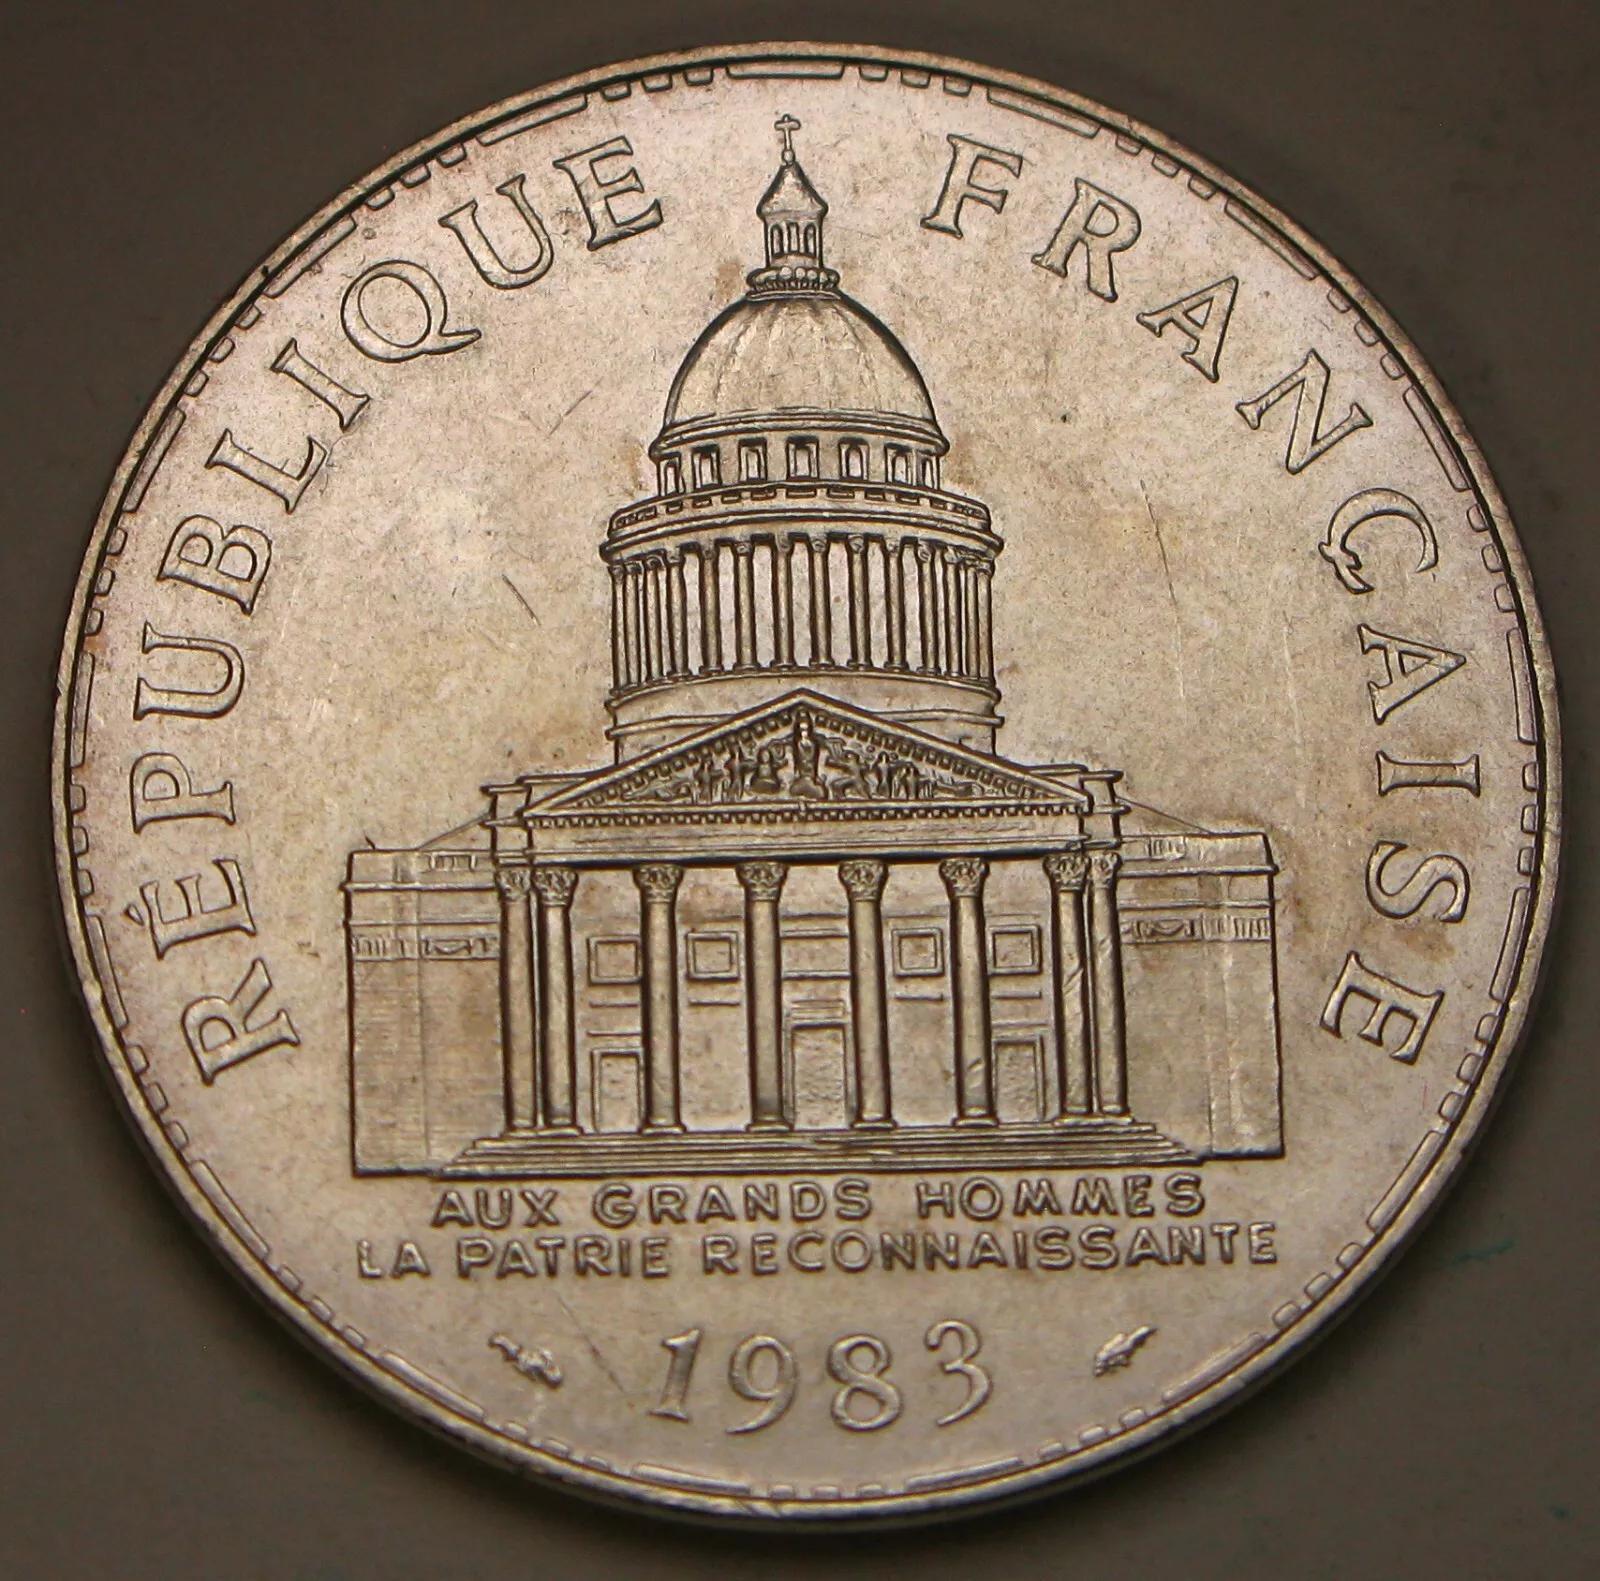 RÉPUBLIQUE FRANÇAISE
AUX GRANDS HOMMES
LA PATRIE RECONNAISSANTE
1983